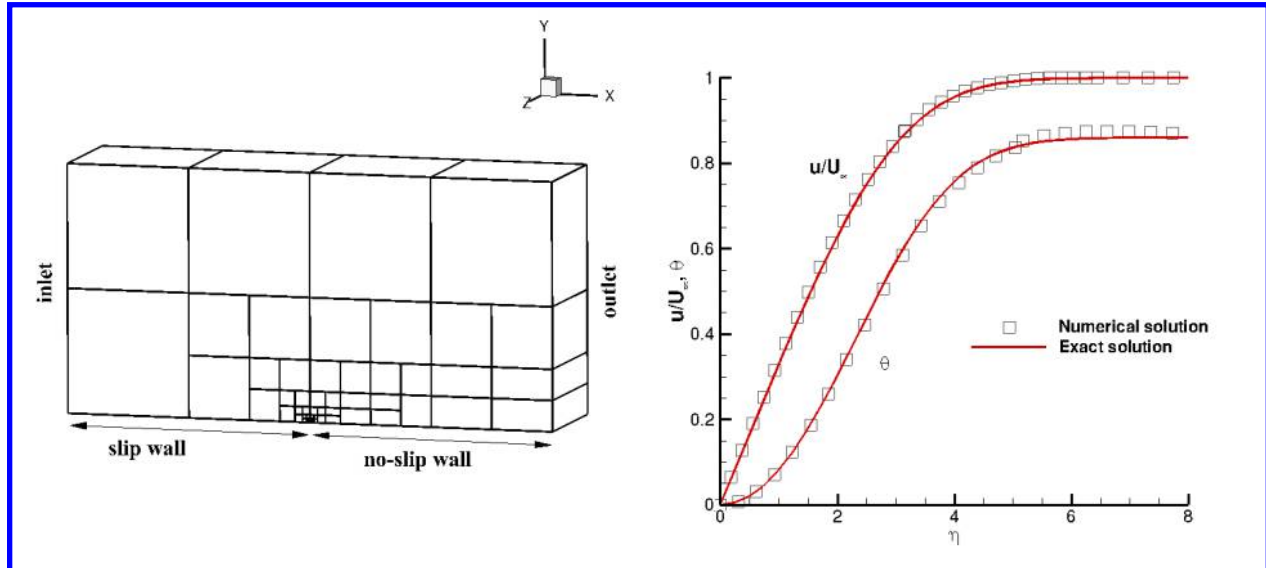 Y
Z
X
inlet
outlet
slip wall
no-slip wall
1
0.8
0.6
0.4
0.2
0
u/U∞, θ
u/U∞
θ
Numerical solution
Exact solution
0
2
4
6
8
η